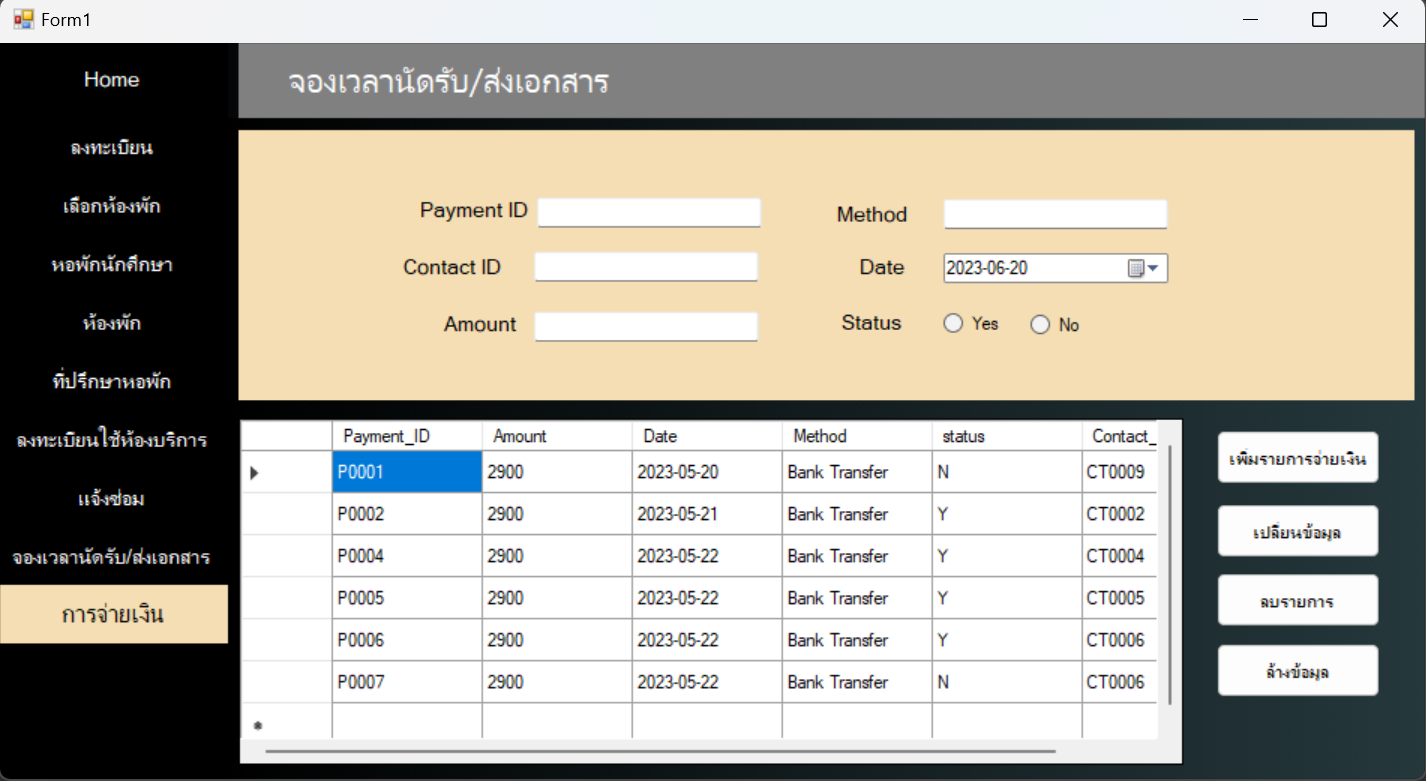 Form1
Home
ลงทะเบียน
เลือกห้องพัก
หอพักนักศึกษา
ห้องพัก
ที่ปรึกษาหอพัก
ลงทะเบียนใช้ห้องบริการ
แจ้งซ่อม
จองเวลานัดรับ/ส่งเอกสาร
การจ่ายเงิน
จองเวลานัดรับ/ส่งเอกสาร
Payment ID
Method
Contact ID
Date 2023-06-20
Amount
Status Yes No
Payment_ID Amount Date Method status Contact_
P0001 2900 2023-05-20 Bank Transfer N CT0009
P0002 2900 2023-05-21 Bank Transfer Y CT0002
P0004 2900 2023-05-22 Bank Transfer Y CT0004
P0005 2900 2023-05-22 Bank Transfer Y CT0005
P0006 2900 2023-05-22 Bank Transfer Y CT0006
P0007 2900 2023-05-22 Bank Transfer N CT0006
เพิ่มรายการจ่ายเงิน
เปลี่ยนข้อมูล
ลบรายการ
ล้างข้อมูล